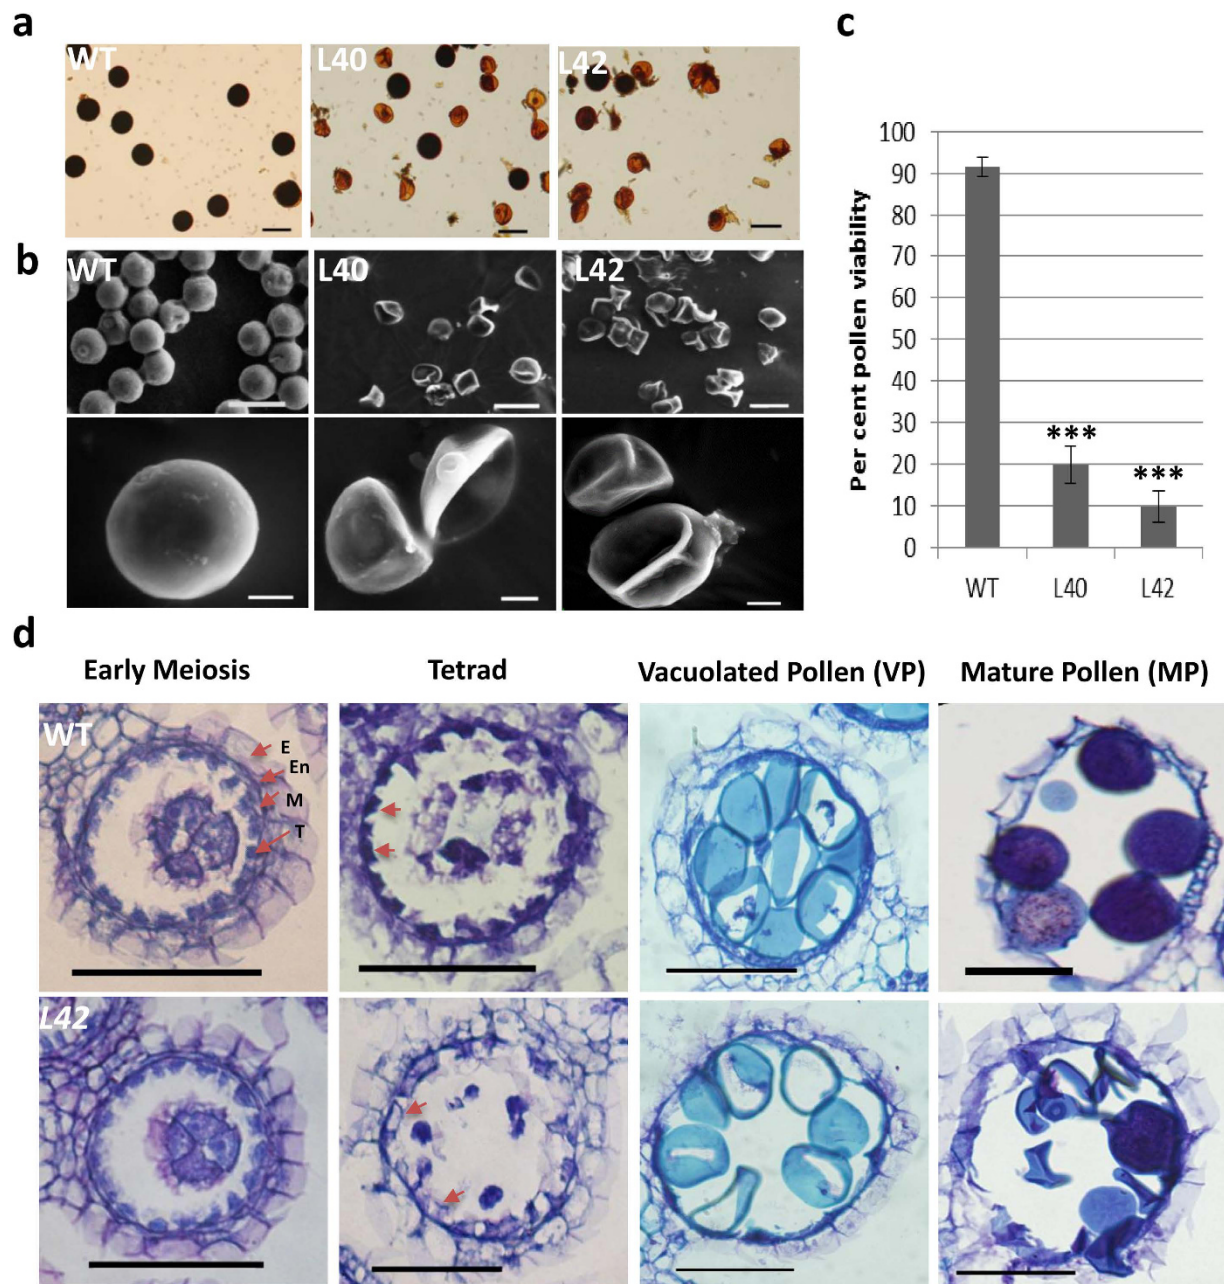 a
WT
L40
L42
b
WT
L40
L42
c
100
90
80
70
60
50
40
30
20
10
0
Per cent pollen viability
***
***
WT
L40
L42
d
Early Meiosis
Tetrad
Vacuolated Pollen (VP)
Mature Pollen (MP)
WT
E
En
M
T
L42